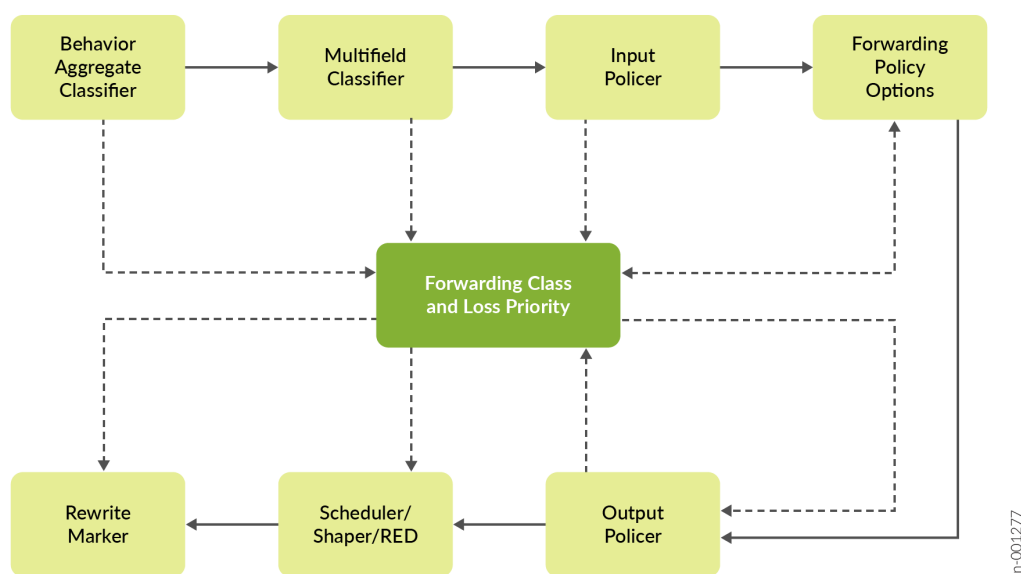 Behavior
Aggregate
Classifier
Multifield
Classifier
Input
Policer
Forwarding
Policy
Options
Forwarding Class
and Loss Priority
Rewrite
Marker
Scheduler/
Shaper/RED
Output
Policer
n-001277